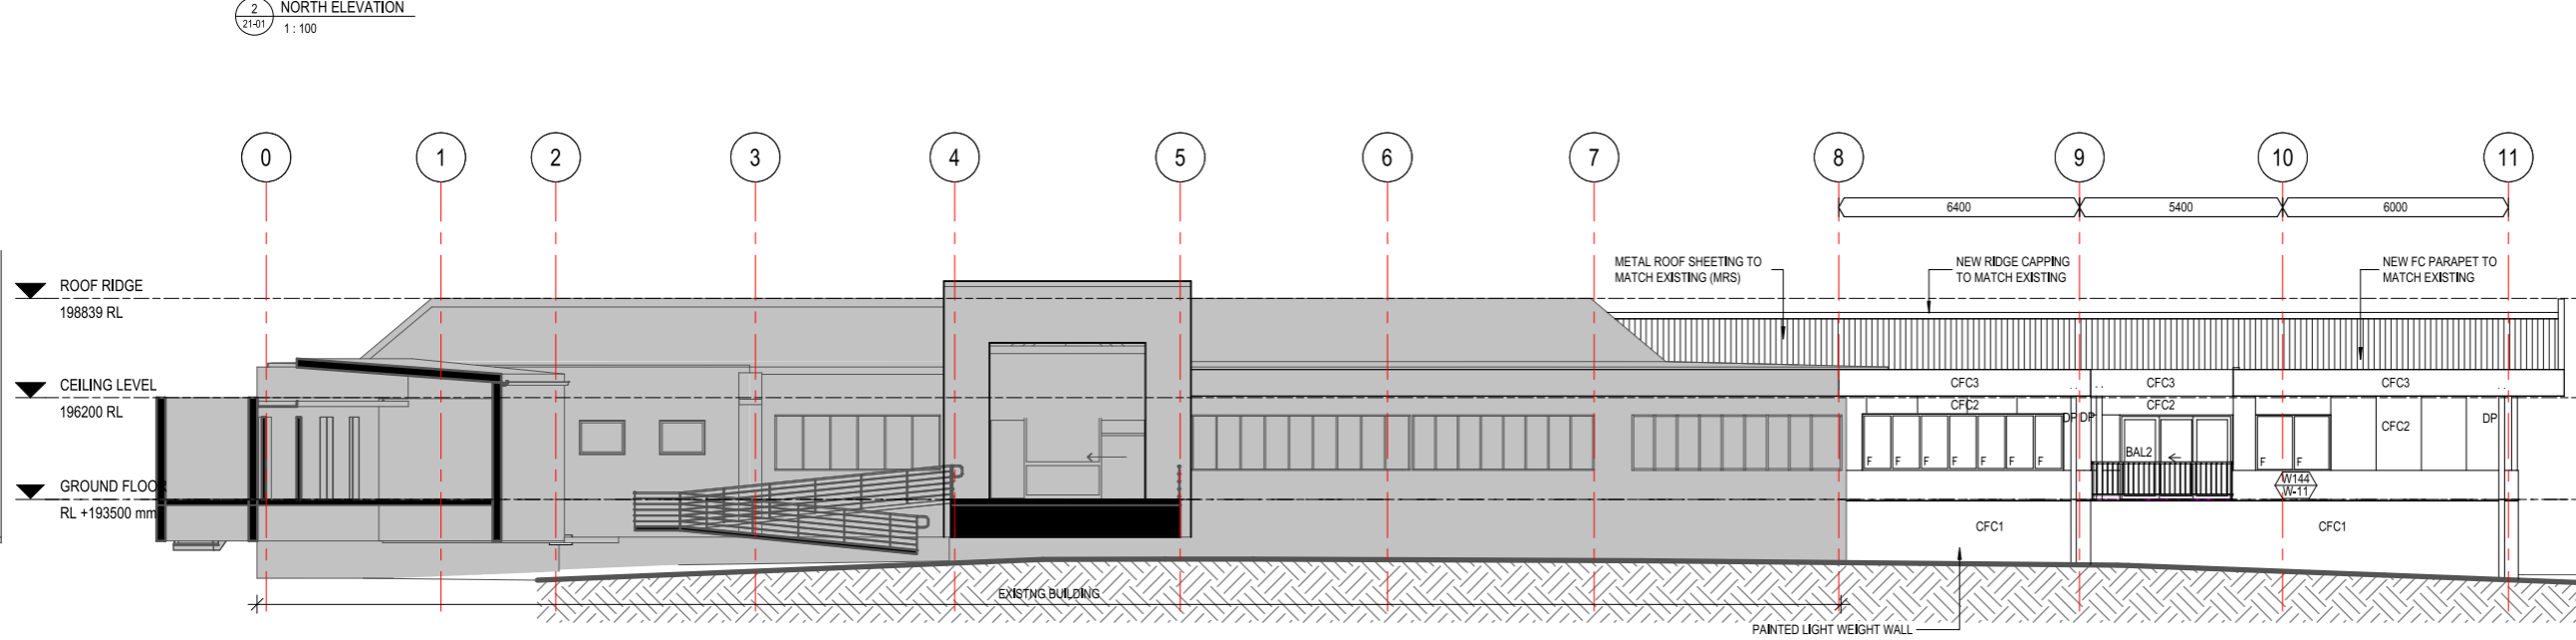 2
21-01
NORTH ELEVATION
1 : 100
0
1
2
3
4
5
6
7
8
9
10
11
6400
5400
6000
METAL ROOF SHEETING TO
MATCH EXISTING (MRS)
NEW RIDGE CAPPING
TO MATCH EXISTING
NEW FC PARAPET TO
MATCH EXISTING
ROOF RIDGE
198839 RL
CEILING LEVEL
196200 RL
GROUND FLOOR
RL +193500 mm
CFC3
CFC3
CFC3
CFC2
CFC2
CFC2
DP
DP
DP
BAL2
F
F
F
F
F
F
F
F
F
W144
W-11
CFC1
CFC1
EXISTNG BUILDING
PAINTED LIGHT WEIGHT WALL